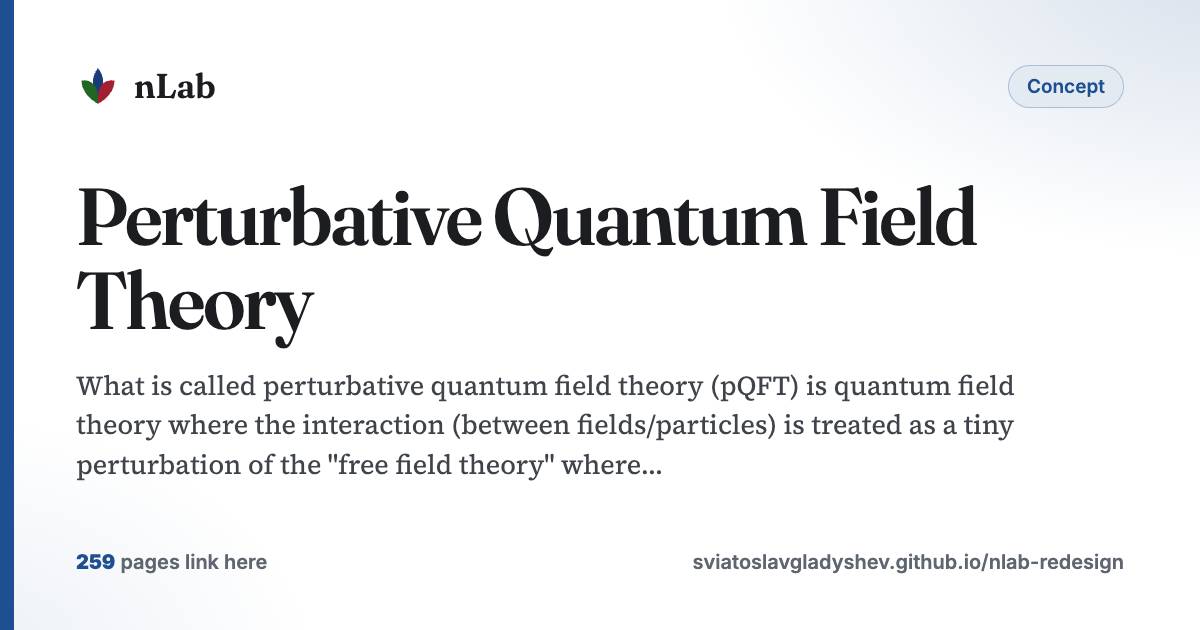 nLab
Concept
Perturbative Quantum Field
Theory
What is called perturbative quantum field theory (pQFT) is quantum field
theory where the interaction (between fields/particles) is treated as a tiny
perturbation of the "free field theory" where...
259 pages link here
sviatoslavgladyshev.github.io/nlab-redesign